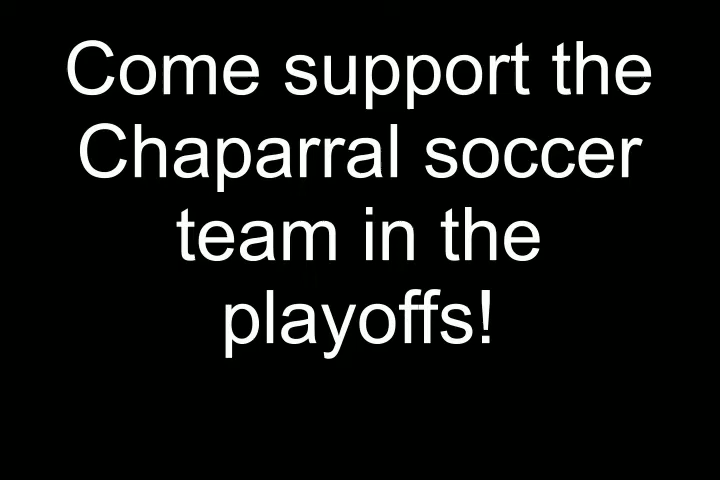 Come support the
Chaparral soccer
team in the
playoffs!